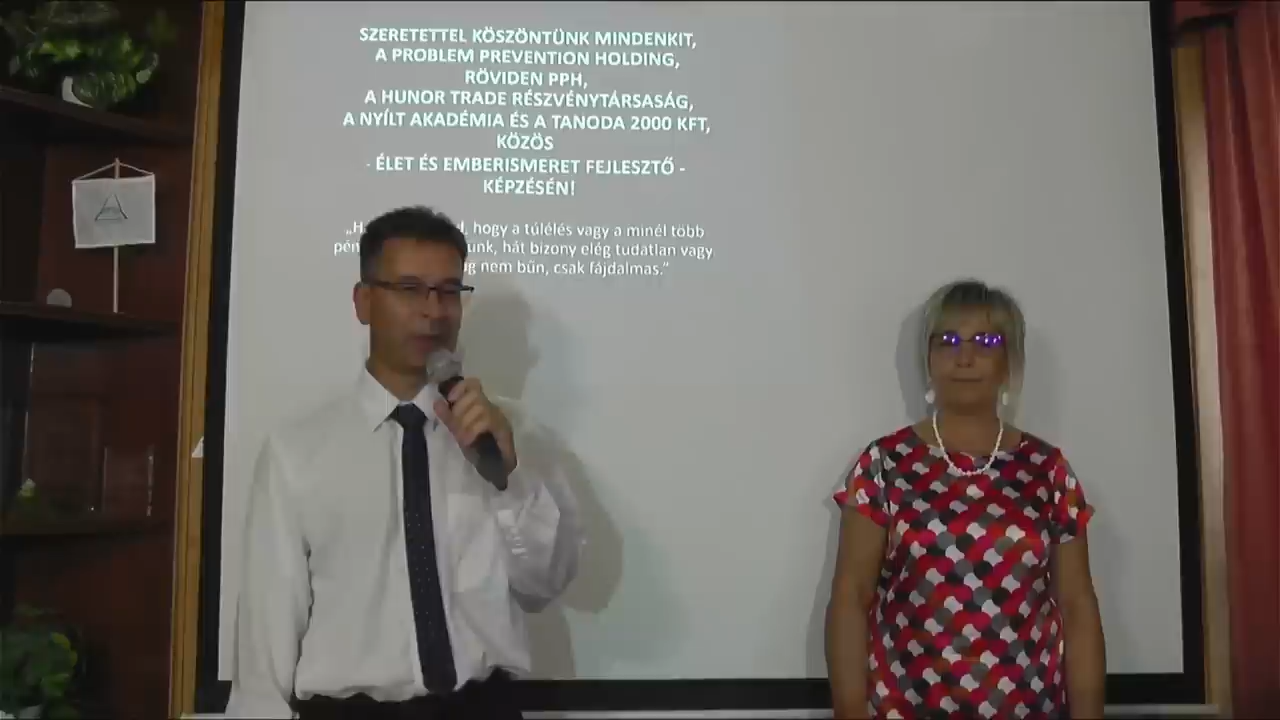 SZERETETTEL KÖSZÖNTÜNK MINDENKIT,
A PROBLEM PREVENTION HOLDING,
RÖVIDEN PPH,
A HUNOR TRADE RÉSZVÉNYTÁRSASÁG,
A NYÍLT AKADÉMIA ÉS A TANODA 2000 KFT,
KÖZÖS
- ÉLET ÉS EMBERISMERET FEJLESZTŐ -
KÉPZÉSÉN!
hogy a túlélés vagy a minél több
hát bizony elég tudatlan vagy
nem bűn, csak fájdalmas.”